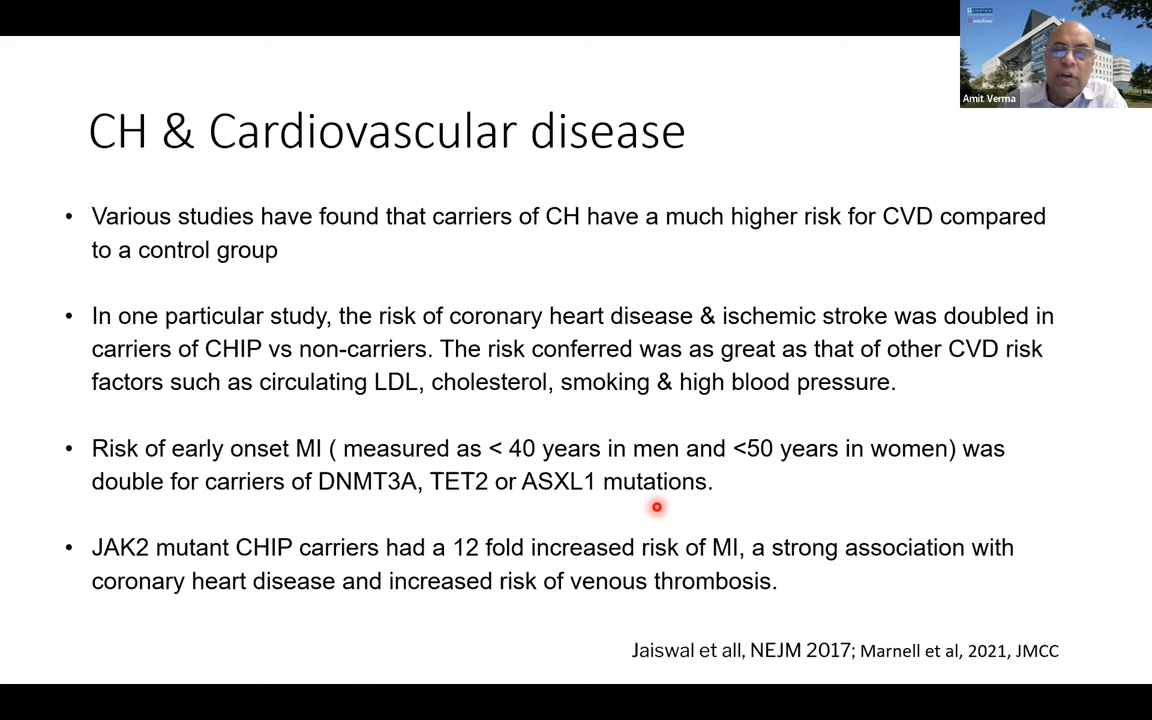 EINSTEIN
Montefiore
Amit Verma
CH & Cardiovascular disease
• Various studies have found that carriers of CH have a much higher risk for CVD compared
to a control group
• In one particular study, the risk of coronary heart disease & ischemic stroke was doubled in
carriers of CHIP vs non-carriers. The risk conferred was as great as that of other CVD risk
factors such as circulating LDL, cholesterol, smoking & high blood pressure.
• Risk of early onset MI ( measured as < 40 years in men and <50 years in women) was
double for carriers of DNMT3A, TET2 or ASXL1 mutations.
• JAK2 mutant CHIP carriers had a 12 fold increased risk of MI, a strong association with
coronary heart disease and increased risk of venous thrombosis.
Jaiswal et all, NEJM 2017; Marnell et al, 2021, JMCC